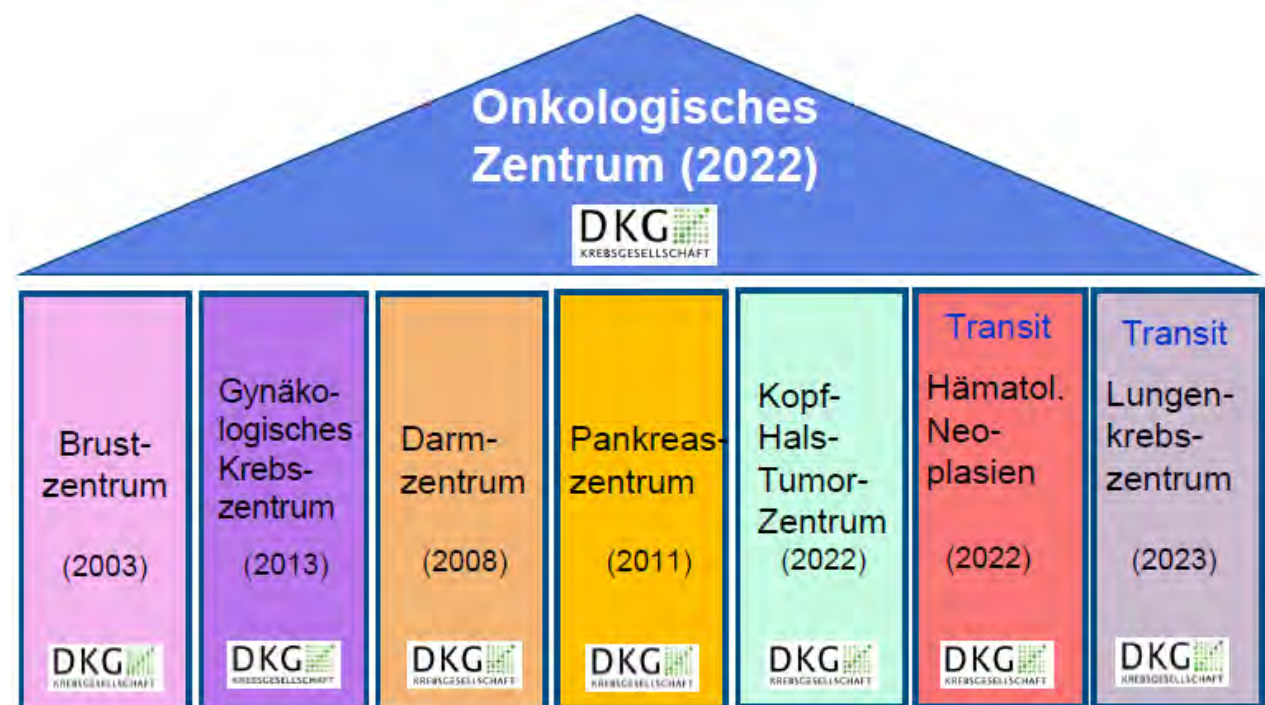 Onkologisches
Zentrum (2022)
DKG
KREBSGESELLSCHAFT
Brust-
zentrum
(2003)
DKG
KREBSGESELLSCHAFT
Gynäko-
logisches
Krebs-
zentrum
(2013)
DKG
KREBSGESELLSCHAFT
Darm-
zentrum
(2008)
DKG
KREBSGESELLSCHAFT
Pankreas-
zentrum
(2011)
DKG
KREBSGESELLSCHAFT
Kopf-
Hals-
Tumor-
Zentrum
(2022)
DKG
KREBSGESELLSCHAFT
Transit
Hämatol.
Neo-
plasien
(2022)
DKG
KREBSGESELLSCHAFT
Transit
Lungen-
krebs-
zentrum
(2023)
DKG
KREBSGESELLSCHAFT